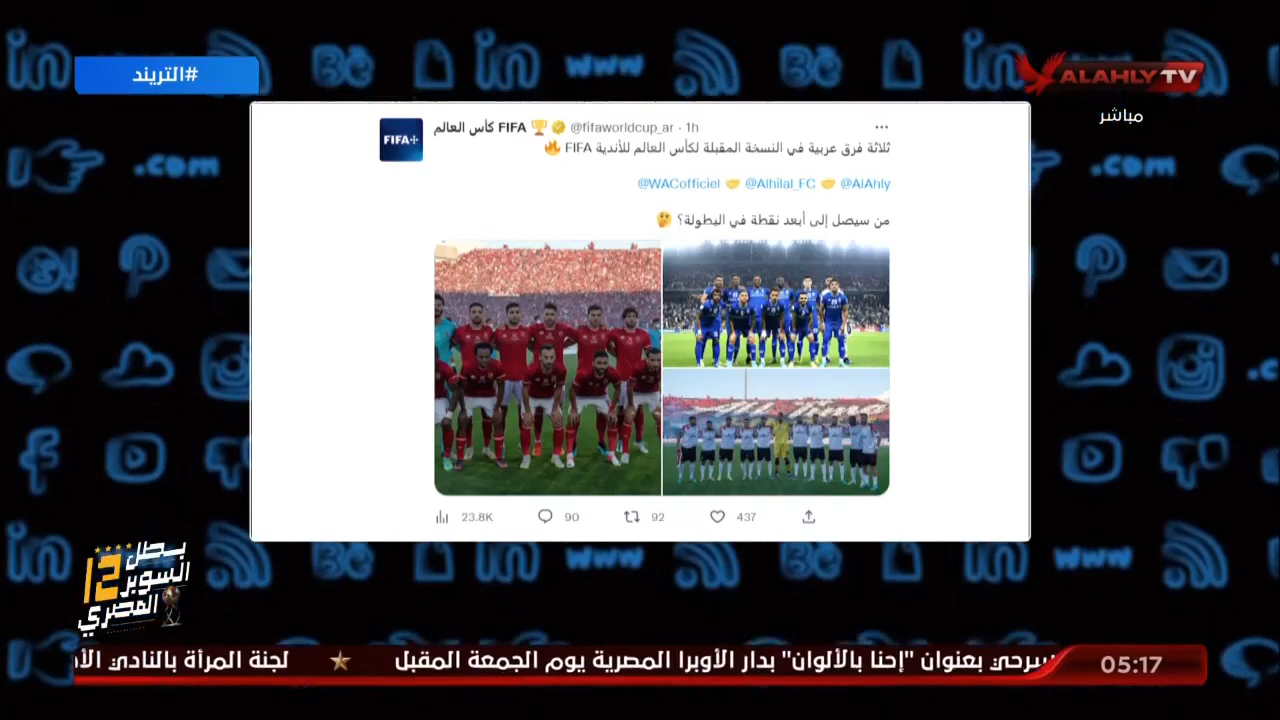 #التريند
ALAHLY TV
مباشر
FIFA+
FIFA كأس العالم 🏆 @fifaworldcup_ar · 1h
ثلاثة فرق عربية في النسخة المقبلة لكأس العالم للأندية FIFA 🔥
@WACofficiel 🤝 @Alhilal_FC 🤝 @AlAhly
من سيصل إلى أبعد نقطة في البطولة؟ 🤔
23.8K 90 92 437
بطل
السوبر 12
المصري
سرحي بعنوان "إحنا بالألوان" بدار الأوبرا المصرية يوم الجمعة المقبل ★ لجنة المرأة بالنادي الأ
05:17